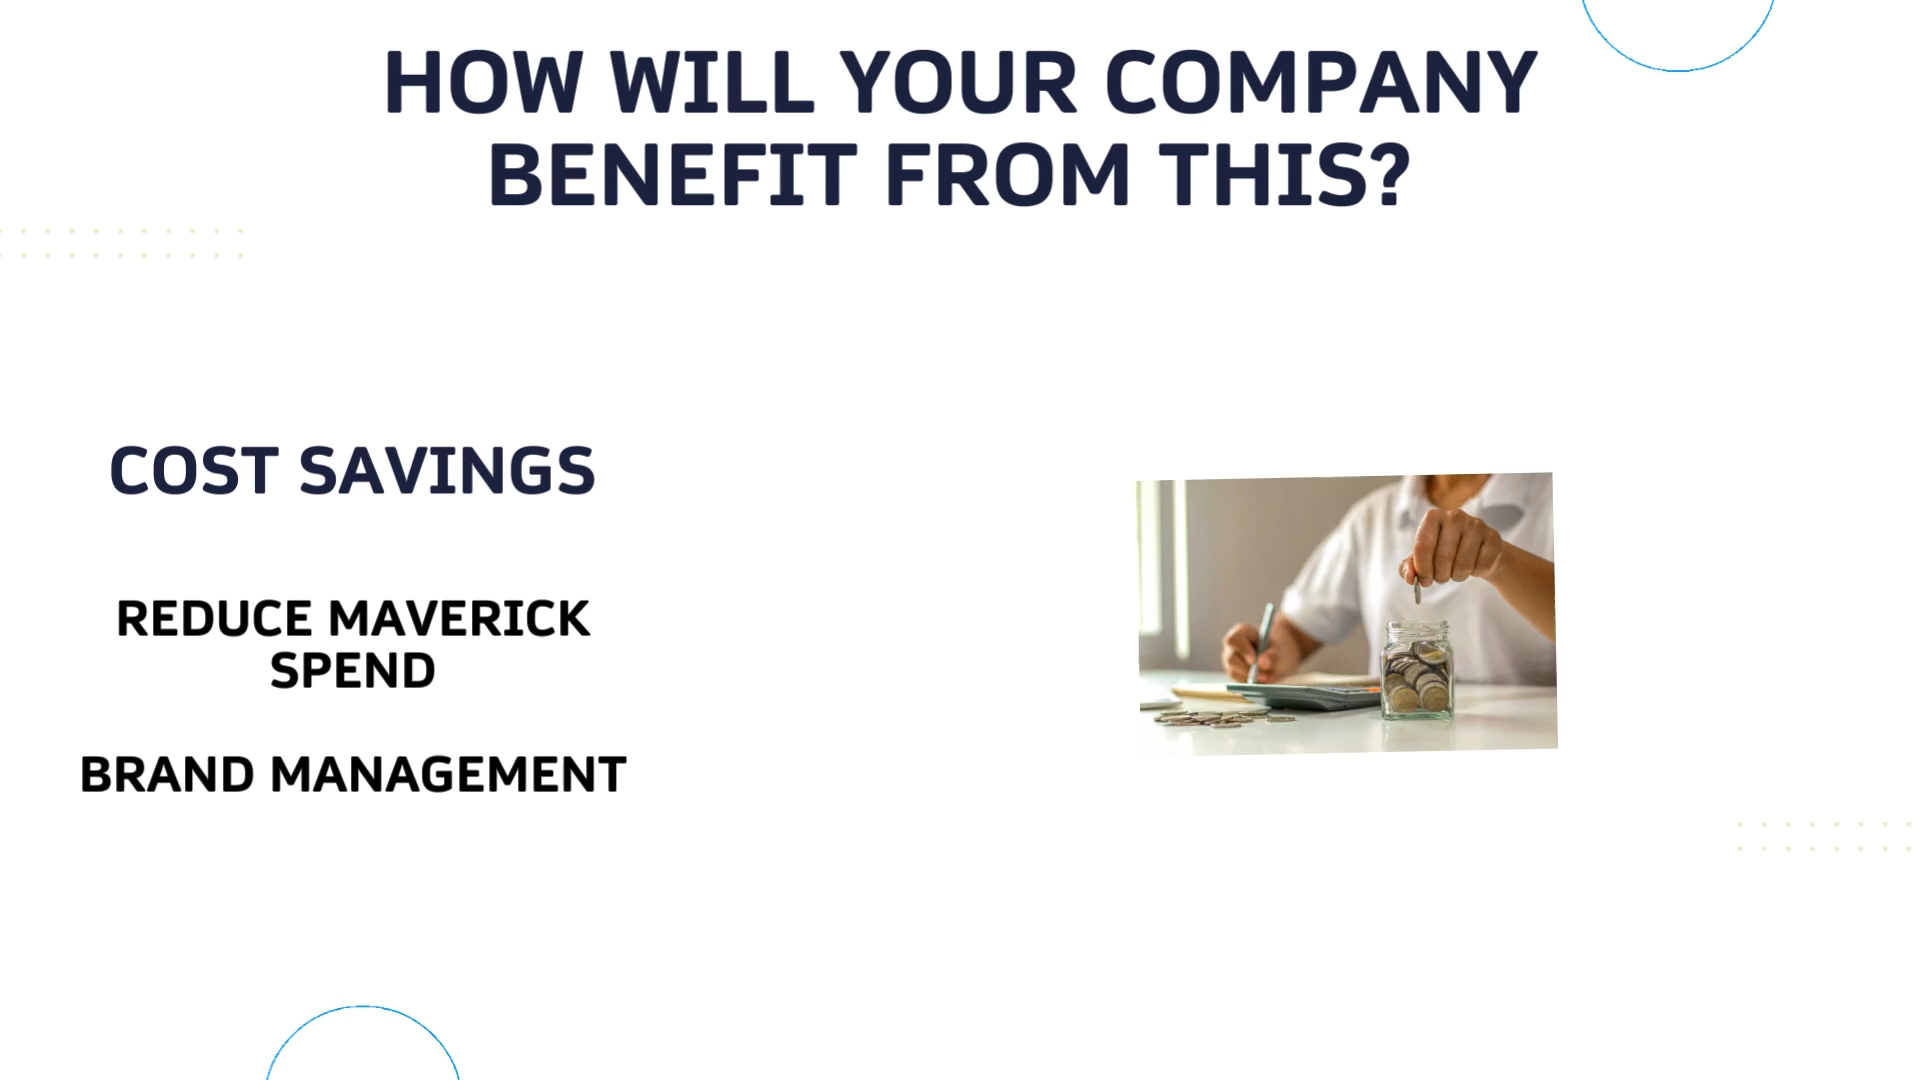 HOW WILL YOUR COMPANY
BENEFIT FROM THIS?
COST SAVINGS
REDUCE MAVERICK
SPEND
BRAND MANAGEMENT